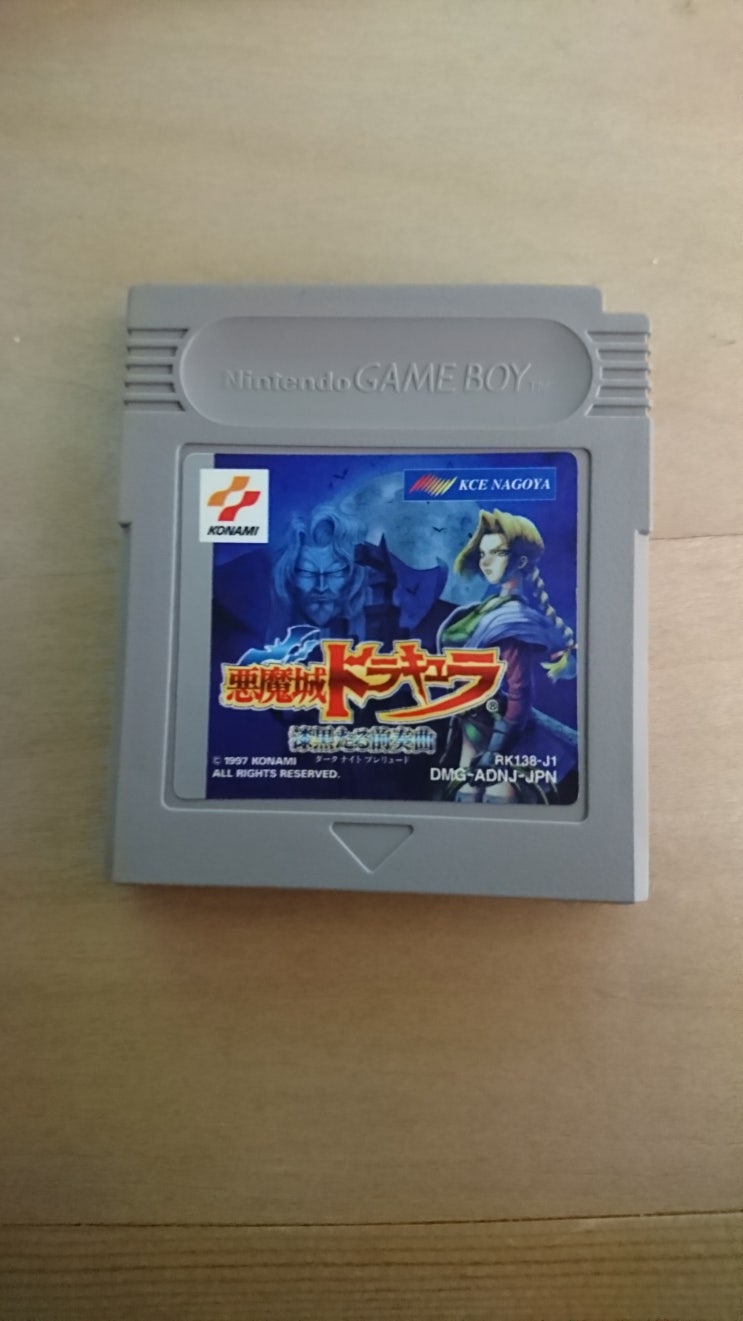 Nintendo GAME BOY™
KONAMI
KCE NAGOYA
悪魔城ドラキュラ®
漆黒たる前奏曲
ダーク ナイト プレリュード
© 1997 KONAMI
ALL RIGHTS RESERVED.
RK138-J1
DMG-ADNJ-JPN